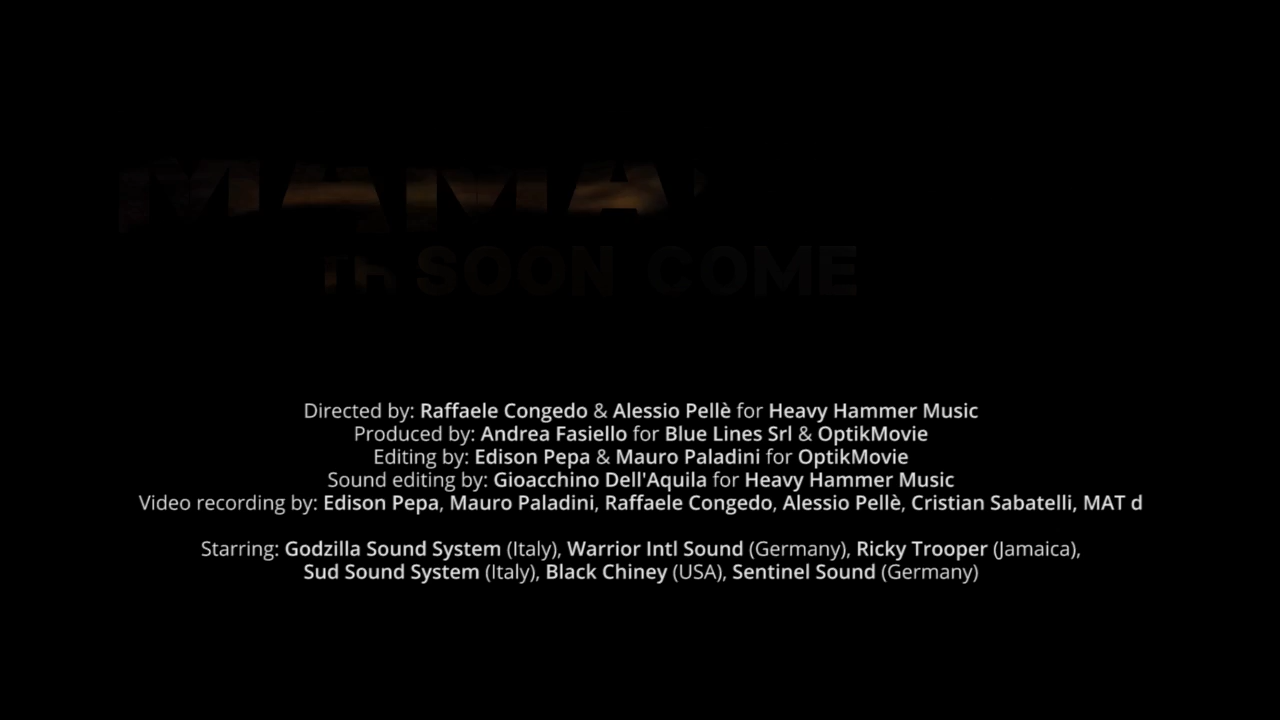 MAMA
SOON COME
Directed by: Raffaele Congedo & Alessio Pellè for Heavy Hammer Music
Produced by: Andrea Fasiello for Blue Lines Srl & OptikMovie
Editing by: Edison Pepa & Mauro Paladini for OptikMovie
Sound editing by: Gioacchino Dell'Aquila for Heavy Hammer Music
Video recording by: Edison Pepa, Mauro Paladini, Raffaele Congedo, Alessio Pellè, Cristian Sabatelli, MAT d
Starring: Godzilla Sound System (Italy), Warrior Intl Sound (Germany), Ricky Trooper (Jamaica),
Sud Sound System (Italy), Black Chiney (USA), Sentinel Sound (Germany)